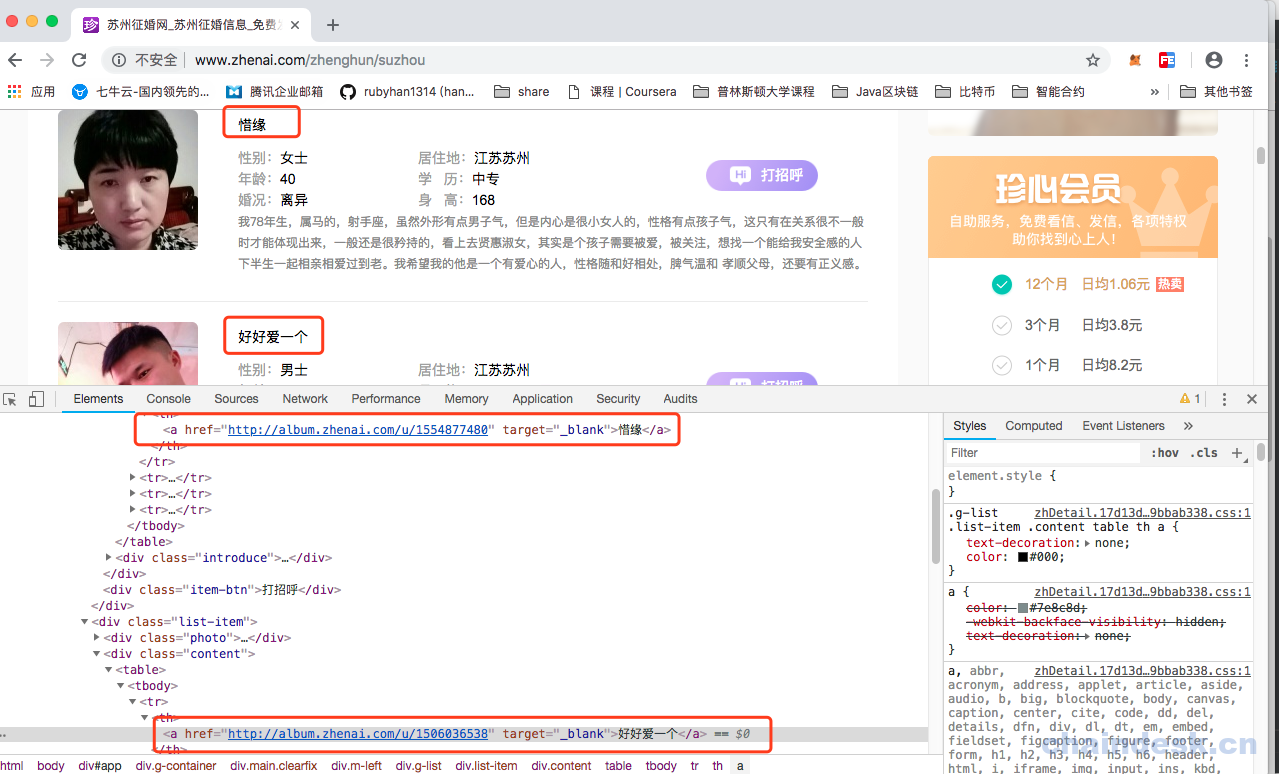 苏州征婚网_苏州征婚信息_免费
不安全 www.zhenai.com/zhenghun/suzhou
应用 七牛云-国内领先的... 腾讯企业邮箱 rubyhan1314 (han... share 课程 | Coursera 普林斯顿大学课程 Java区块链 比特币 智能合约 » 其他书签
惜缘
性别：女士 居住地：江苏苏州
年龄：40 学 历：中专
婚况：离异 身 高：168
Hi 打招呼
我78年生，属马的，射手座，虽然外形有点男子气，但是内心是很小女人的，性格有点孩子气，这只有在关系很不一般
时才能体现出来，一般还是很矜持的，看上去贤惠淑女，其实是个孩子需要被爱，被关注，想找一个能给我安全感的人
下半生一起相亲相爱过到老。我希望我的他是一个有爱心的人，性格随和好相处，脾气温和 孝顺父母，还要有正义感。
好好爱一个
性别：男士 居住地：江苏苏州
Hi 打招呼
珍心会员
自助服务，免费看信、发信，各项特权
助你找到心上人！
12个月 日均1.06元 热卖
3个月 日均3.8元
1个月 日均8.2元
Elements Console Sources Network Performance Memory Application Security Audits 1
<a href="http://album.zhenai.com/u/1554877480" target="_blank">惜缘</a>
</th>
</tr>
<tr>…</tr>
<tr>…</tr>
<tr>…</tr>
</tbody>
</table>
<div class="introduce">…</div>
</div>
<div class="item-btn">打招呼</div>
</div>
<div class="list-item">
<div class="photo">…</div>
<div class="content">
<table>
<tbody>
<tr>
<th>
<a href="http://album.zhenai.com/u/1506036538" target="_blank">好好爱一个</a> == $0
</th>
html body div#app div.g-container div.main.clearfix div.m-left div.g-list div.list-item div.content table tbody tr th a
Styles Computed Event Listeners »
Filter :hov .cls +
element.style {
}
.g-list zhDetail.17d13d…9bbab338.css:1
.list-item .content table th a {
text-decoration: none;
color: #000;
}
a { zhDetail.17d13d…9bbab338.css:1
color: #7e8c8d;
-webkit-backface-visibility: hidden;
text-decoration: none;
}
a, abbr, zhDetail.17d13d…9bbab338.css:1
acronym, address, applet, article, aside,
audio, b, big, blockquote, body, canvas,
caption, center, cite, code, dd, del,
details, dfn, div, dl, dt, em, embed,
fieldset, figcaption, figure, footer,
form, h1, h2, h3, h4, h5, h6, header,
html, i, iframe, img, input, ins, kbd,
chaindesk.cn